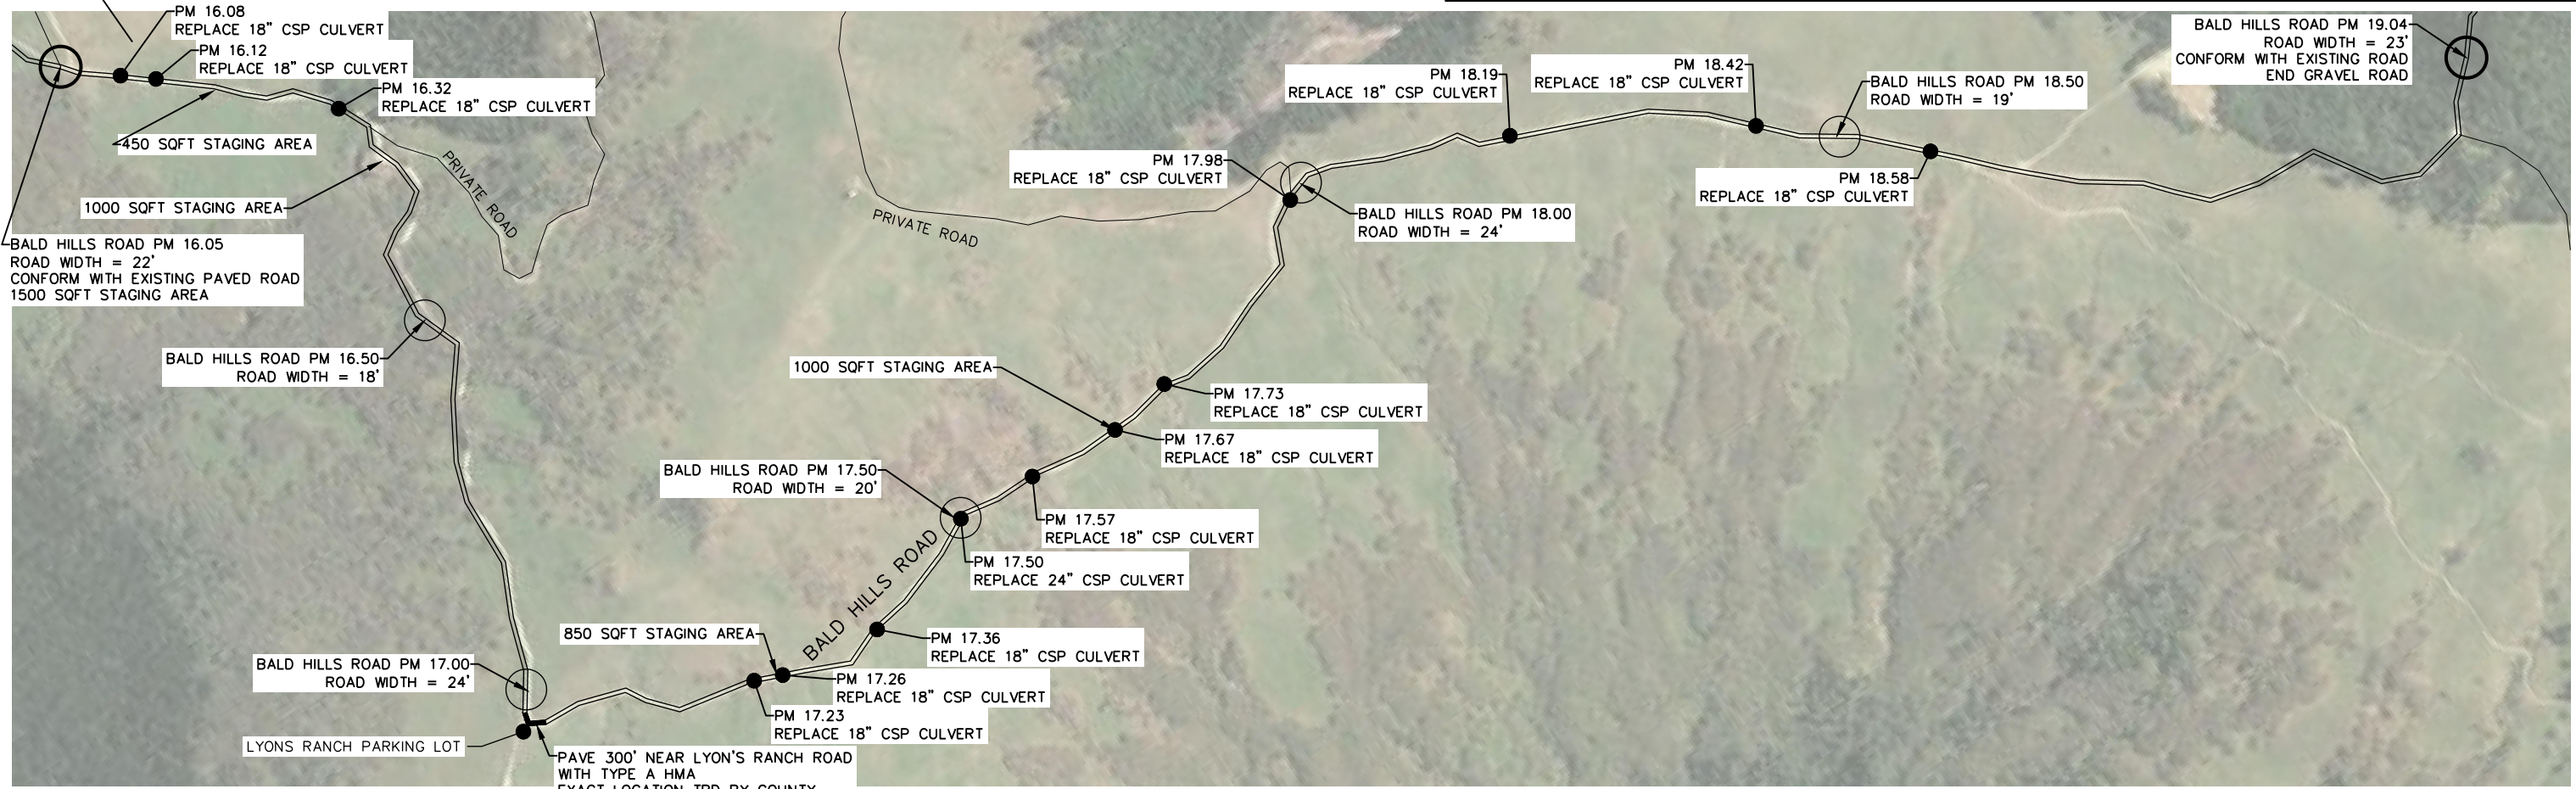 PM 16.08
REPLACE 18" CSP CULVERT
PM 16.12
REPLACE 18" CSP CULVERT
PM 16.32
REPLACE 18" CSP CULVERT
450 SQFT STAGING AREA
1000 SQFT STAGING AREA
PRIVATE ROAD
BALD HILLS ROAD PM 16.05
ROAD WIDTH = 22'
CONFORM WITH EXISTING PAVED ROAD
1500 SQFT STAGING AREA
BALD HILLS ROAD PM 16.50
ROAD WIDTH = 18'
BALD HILLS ROAD PM 17.00
ROAD WIDTH = 24'
LYONS RANCH PARKING LOT
PAVE 300' NEAR LYON'S RANCH ROAD
WITH TYPE A HMA
EXACT LOCATION TBD BY COUNTY
PM 17.23
REPLACE 18" CSP CULVERT
PM 17.26
REPLACE 18" CSP CULVERT
850 SQFT STAGING AREA
BALD HILLS ROAD
PM 17.36
REPLACE 18" CSP CULVERT
PM 17.50
REPLACE 24" CSP CULVERT
BALD HILLS ROAD PM 17.50
ROAD WIDTH = 20'
PM 17.57
REPLACE 18" CSP CULVERT
PM 17.67
REPLACE 18" CSP CULVERT
1000 SQFT STAGING AREA
PM 17.73
REPLACE 18" CSP CULVERT
PRIVATE ROAD
PM 17.98
REPLACE 18" CSP CULVERT
BALD HILLS ROAD PM 18.00
ROAD WIDTH = 24'
PM 18.19
REPLACE 18" CSP CULVERT
PM 18.42
REPLACE 18" CSP CULVERT
BALD HILLS ROAD PM 18.50
ROAD WIDTH = 19'
PM 18.58
REPLACE 18" CSP CULVERT
BALD HILLS ROAD PM 19.04
ROAD WIDTH = 23'
CONFORM WITH EXISTING ROAD
END GRAVEL ROAD